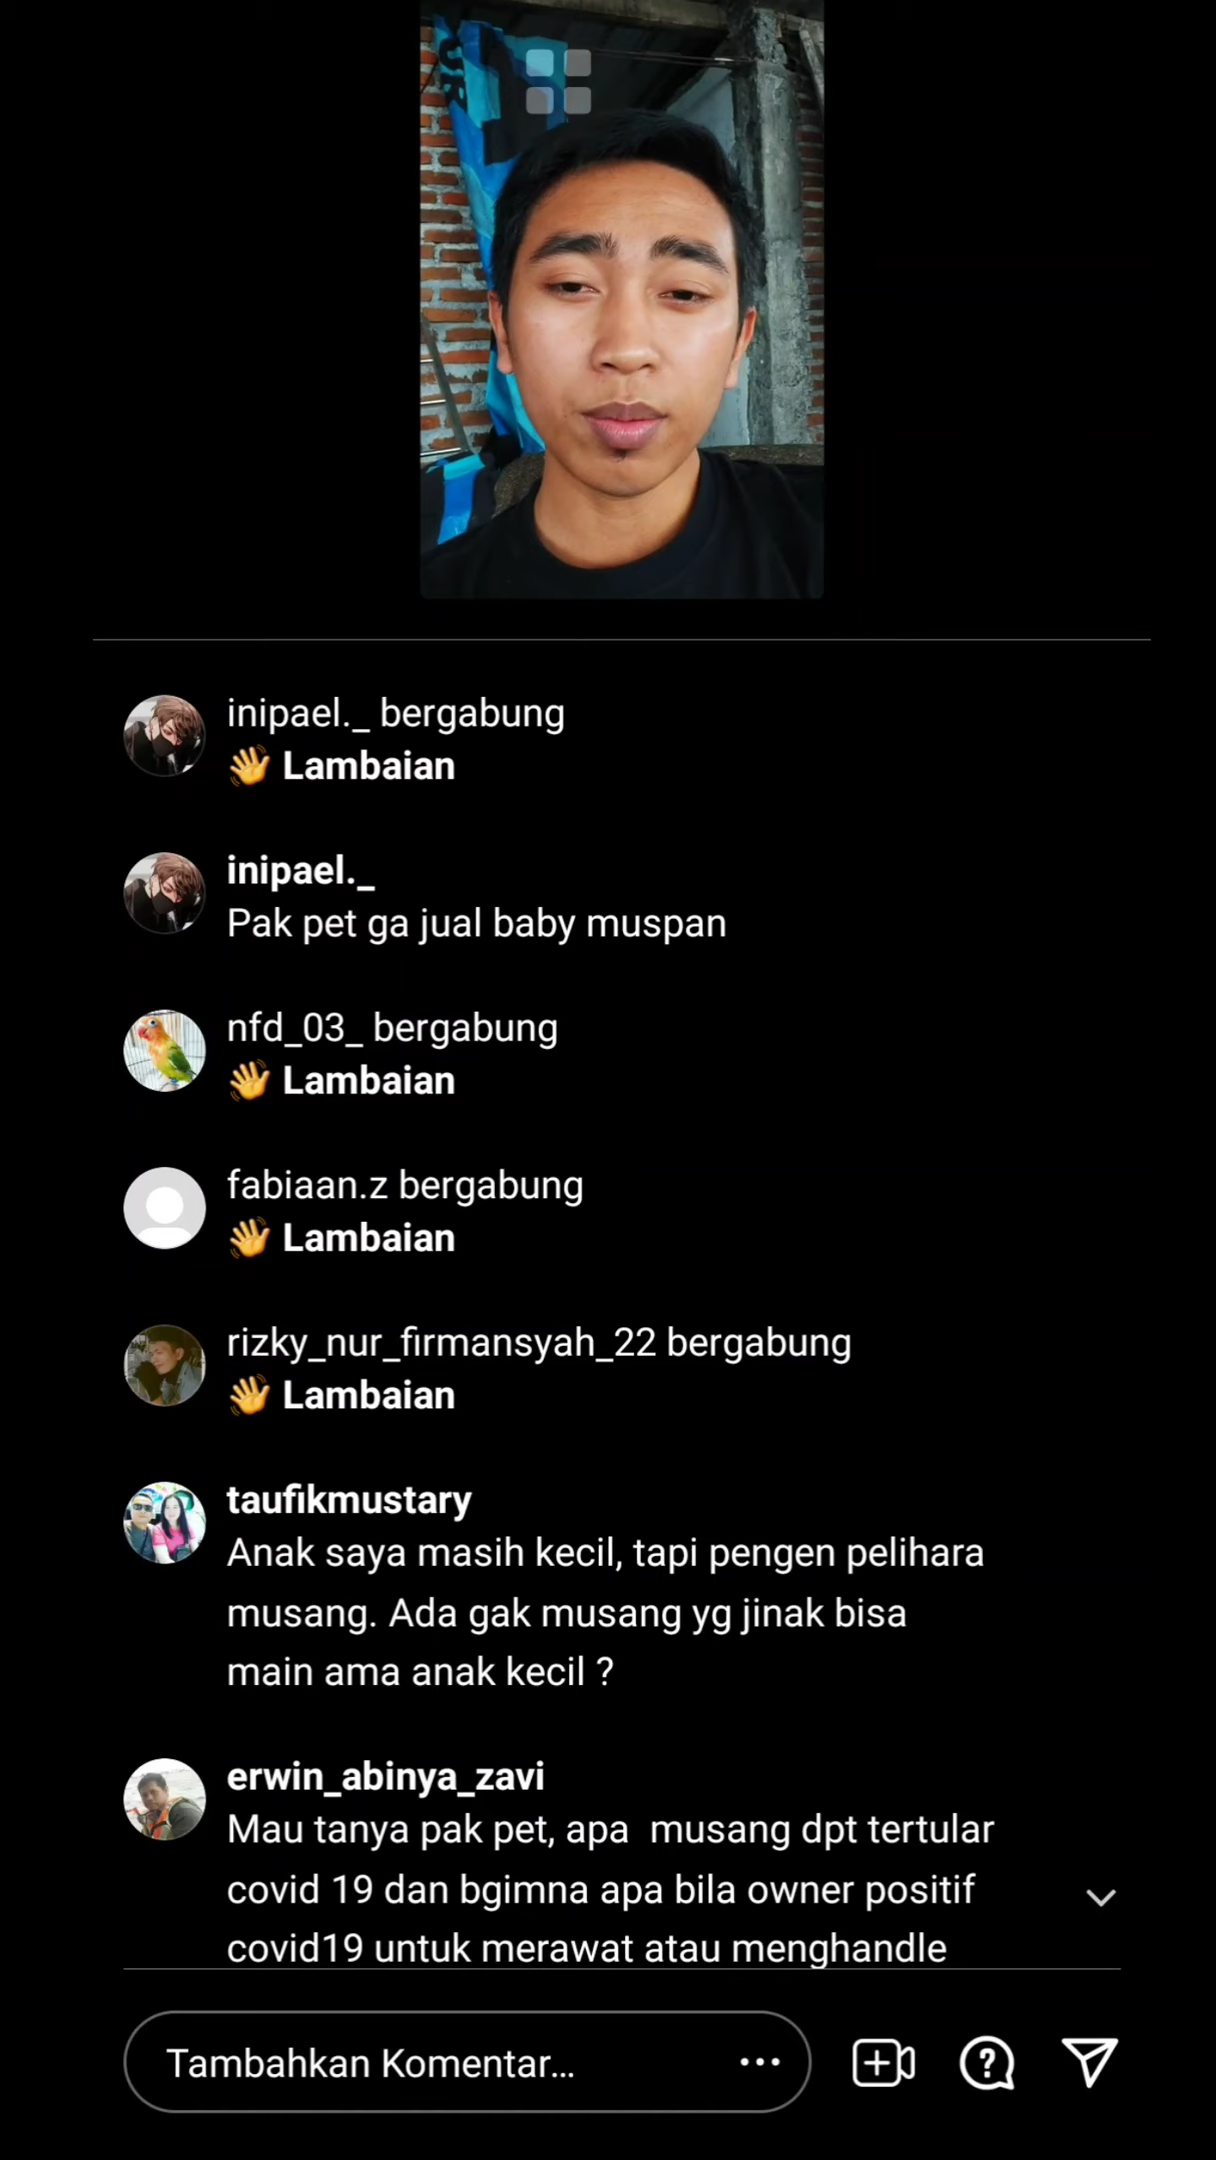 inipael._ bergabung
👋 Lambaian
inipael._
Pak pet ga jual baby muspan
nfd_03_ bergabung
👋 Lambaian
fabiaan.z bergabung
👋 Lambaian
rizky_nur_firmansyah_22 bergabung
👋 Lambaian
taufikmustary
Anak saya masih kecil, tapi pengen pelihara
musang. Ada gak musang yg jinak bisa
main ama anak kecil ?
erwin_abinya_zavi
Mau tanya pak pet, apa  musang dpt tertular
covid 19 dan bgimna apa bila owner positif
covid19 untuk merawat atau menghandle
Tambahkan Komentar...